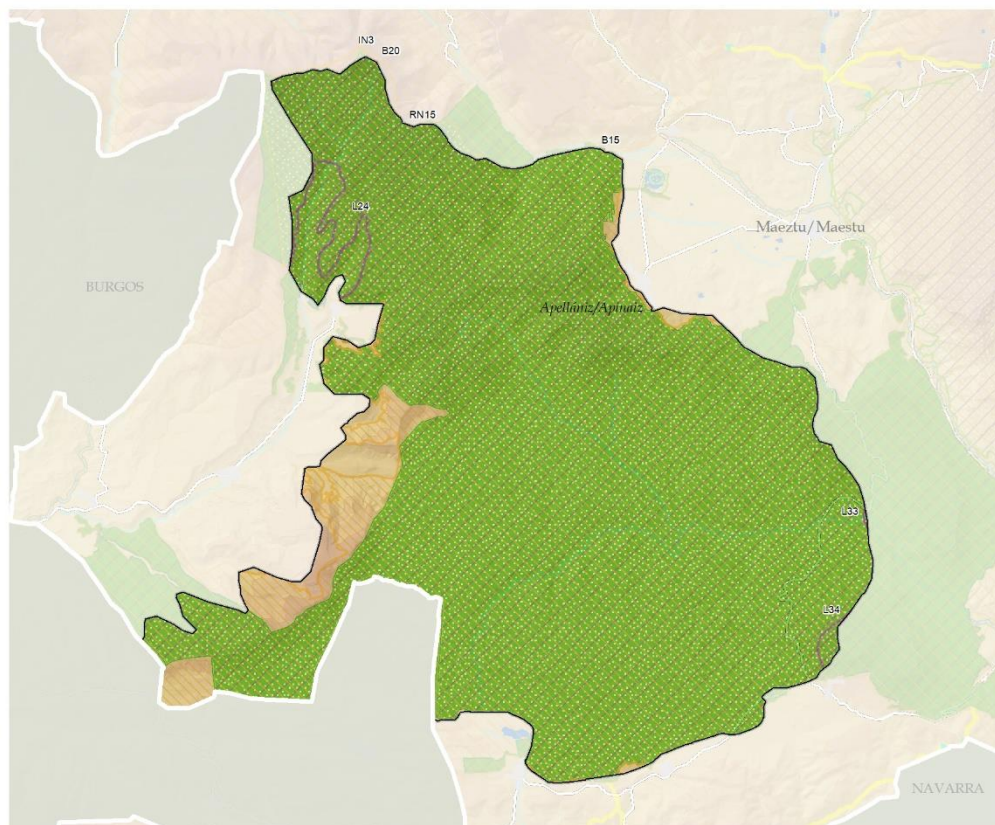 IN3
B20
RN15
B15
L24
Maeztu/Maestu
BURGOS
Apellániz/Apinaiz
L33
L34
NAVARRA